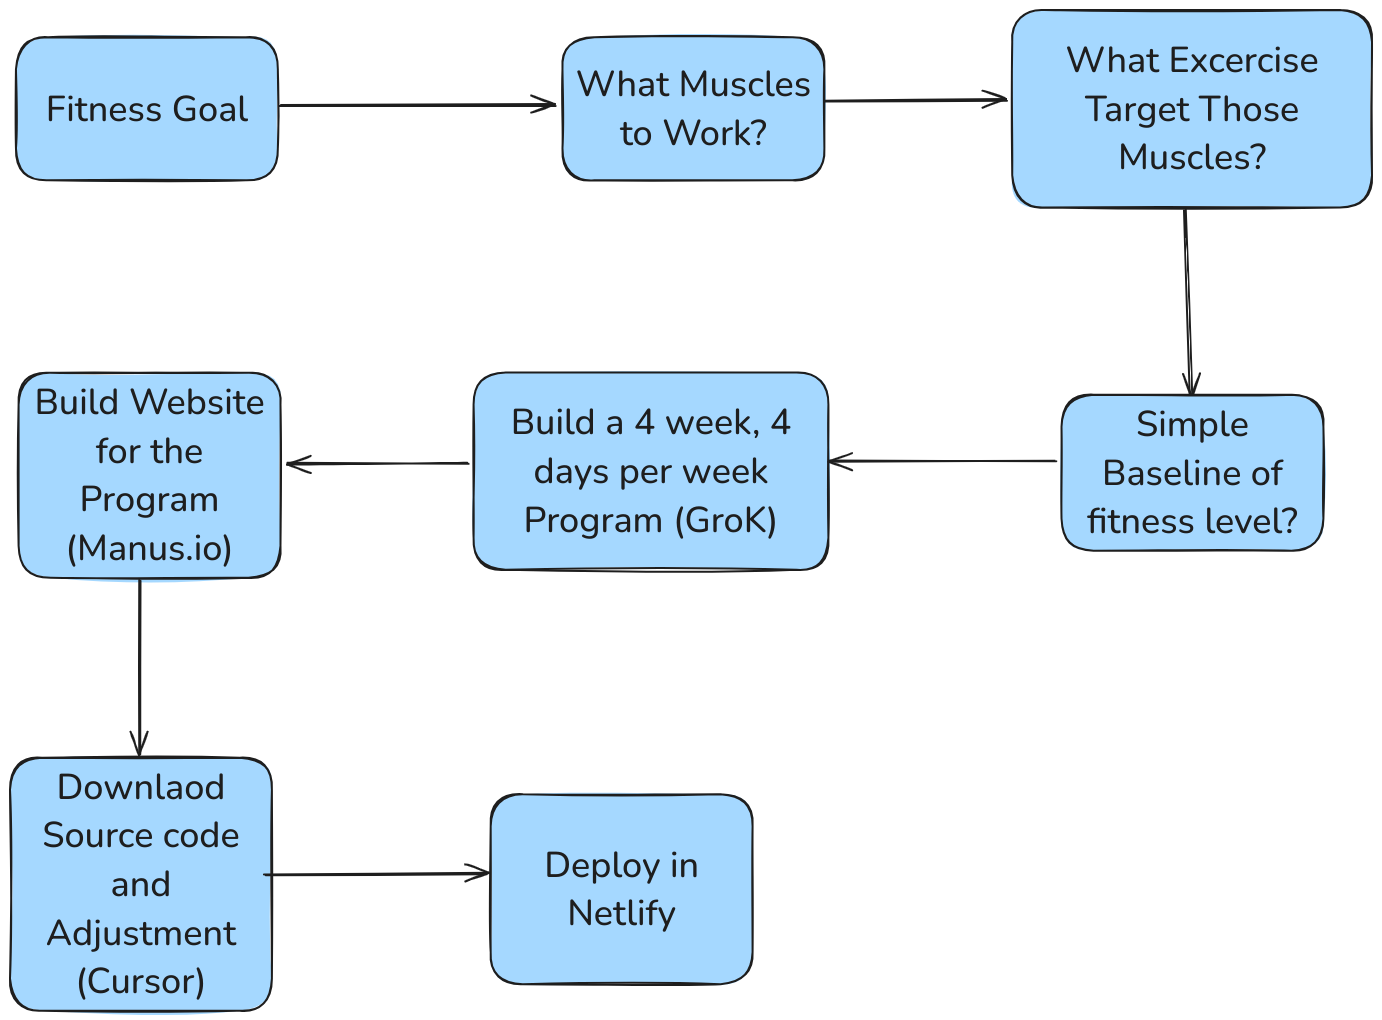 Fitness Goal
What Muscles
to Work?
What Excercise
Target Those
Muscles?
Simple
Baseline of
fitness level?
Build a 4 week, 4
days per week
Program (GroK)
Build Website
for the
Program
(Manus.io)
Downlaod
Source code
and
Adjustment
(Cursor)
Deploy in
Netlify